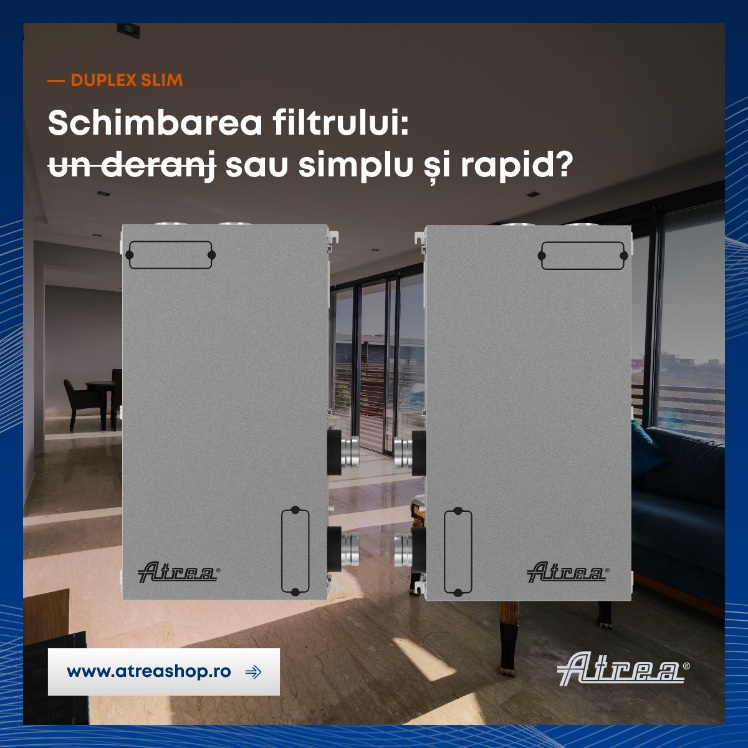 — DUPLEX SLIM
Schimbarea filtrului:
un deranj sau simplu și rapid?
Atrea®
Atrea®
www.atreashop.ro →
Atrea®